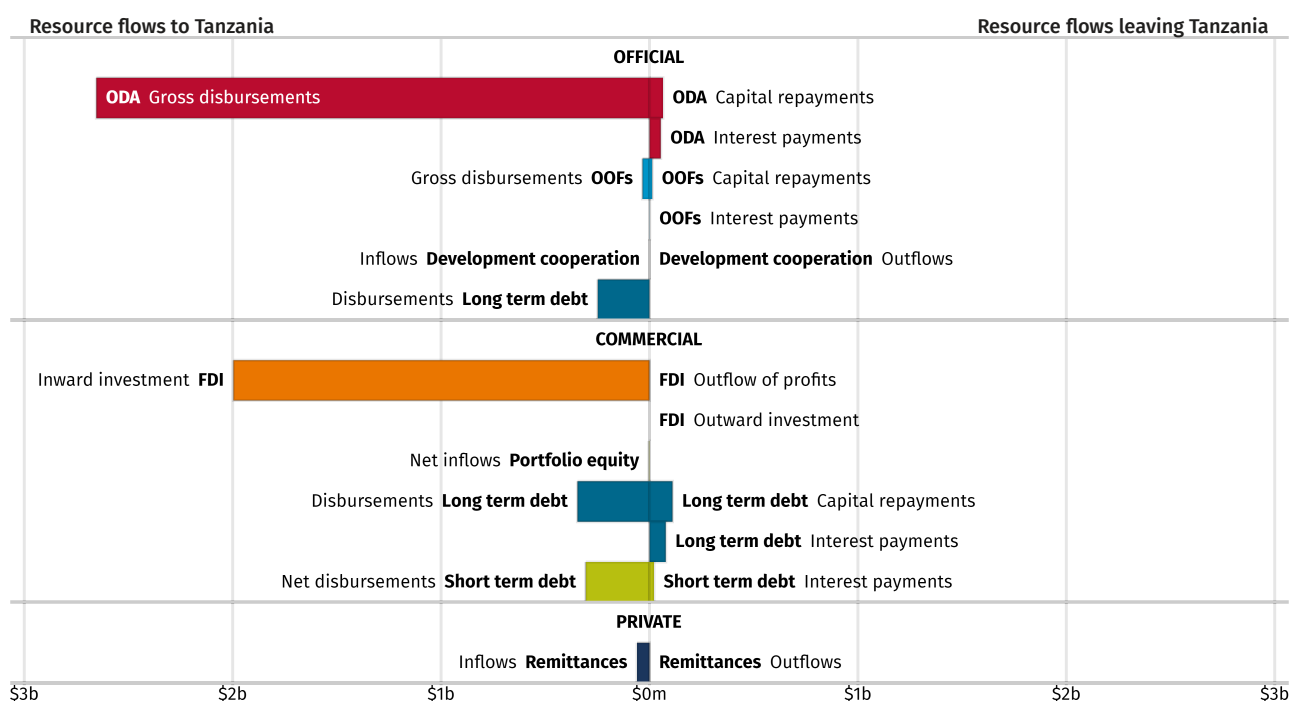 Resource flows to Tanzania Resource flows leaving Tanzania
OFFICIAL
ODA Gross disbursements ODA Capital repayments
ODA Interest payments
Gross disbursements OOFs OOFs Capital repayments
OOFs Interest payments
Inflows Development cooperation Development cooperation Outflows
Disbursements Long term debt
COMMERCIAL
Inward investment FDI FDI Outflow of profits
FDI Outward investment
Net inflows Portfolio equity
Disbursements Long term debt Long term debt Capital repayments
Long term debt Interest payments
Net disbursements Short term debt Short term debt Interest payments
PRIVATE
Inflows Remittances Remittances Outflows
$3b $2b $1b $0m $1b $2b $3b